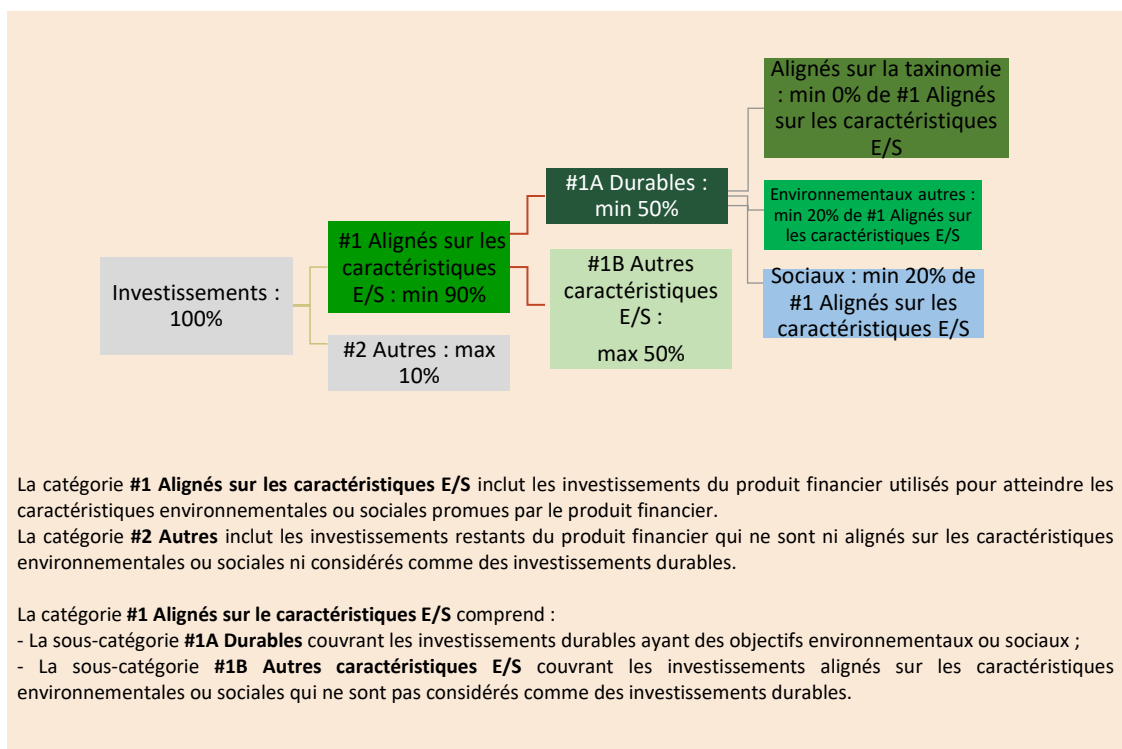 Alignés sur la taxinomie
: min 0% de #1 Alignés
sur les caractéristiques
E/S
#1A Durables :
min 50%
Environnementaux autres :
min 20% de #1 Alignés sur
les caractéristiques E/S
#1 Alignés sur les
caractéristiques
E/S : min 90%
#1B Autres
caractéristiques
E/S :
max 50%
Sociaux : min 20% de
#1 Alignés sur les
caractéristiques E/S
Investissements :
100%
#2 Autres : max
10%
La catégorie #1 Alignés sur les caractéristiques E/S inclut les investissements du produit financier utilisés pour atteindre les
caractéristiques environnementales ou sociales promues par le produit financier.
La catégorie #2 Autres inclut les investissements restants du produit financier qui ne sont ni alignés sur les caractéristiques
environnementales ou sociales ni considérés comme des investissements durables.
La catégorie #1 Alignés sur le caractéristiques E/S comprend :
- La sous-catégorie #1A Durables couvrant les investissements durables ayant des objectifs environnementaux ou sociaux ;
- La sous-catégorie #1B Autres caractéristiques E/S couvrant les investissements alignés sur les caractéristiques
environnementales ou sociales qui ne sont pas considérés comme des investissements durables.